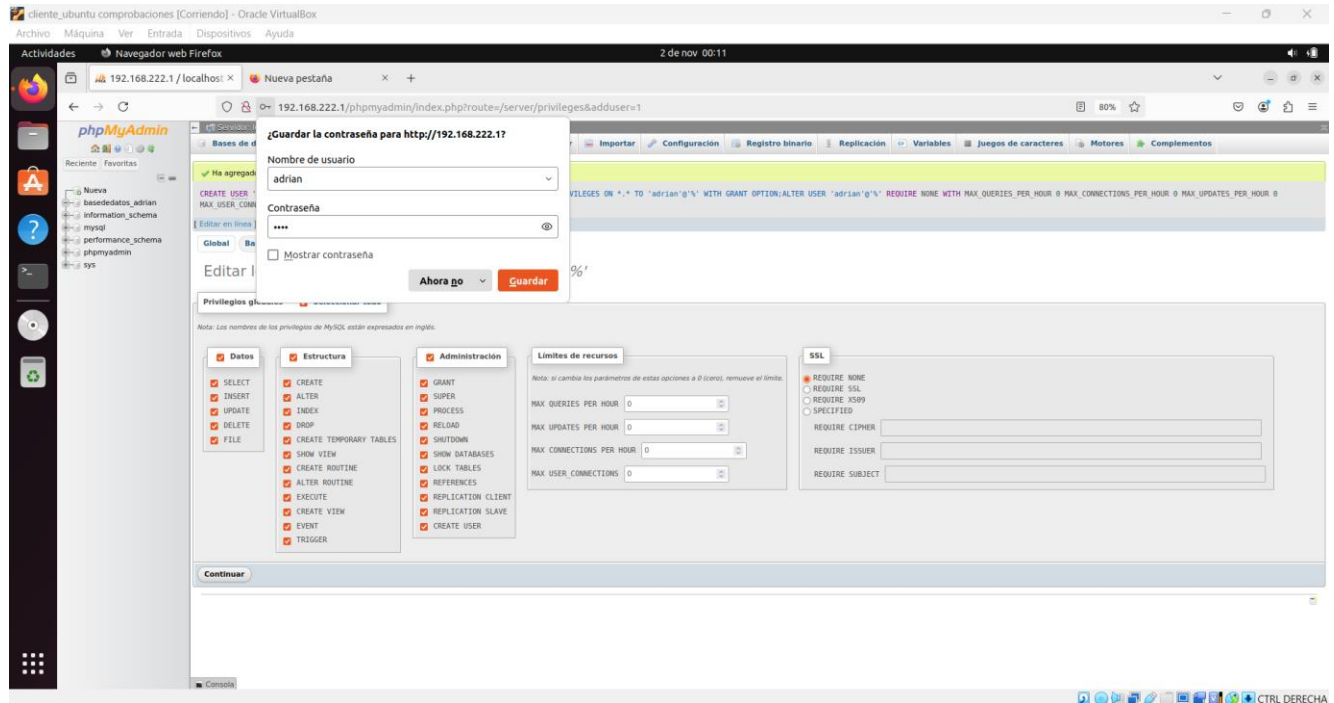 cliente_ubuntu comprobaciones [Corriendo] - Oracle VirtualBox
Archivo Máquina Ver Entrada Dispositivos Ayuda
Actividades Navegador web Firefox 2 de nov 00:11
192.168.222.1 / localhost Nueva pestaña
192.168.222.1/phpmyadmin/index.php?route=/server/privileges&adduser=1 80%
phpMyAdmin
Reciente Favoritas
Nueva
basededatos_adrian
information_schema
mysql
performance_schema
phpmyadmin
sys
Bases de d Importar Configuración Registro binario Replicación Variables Juegos de caracteres Motores Complementos
¿Guardar la contraseña para http://192.168.222.1?
Nombre de usuario
adrian
Contraseña
••••
Mostrar contraseña
Ahora no Guardar
Ha agregad
CREATE USER ' VILEGES ON *.* TO 'adrian'@'%' WITH GRANT OPTION;ALTER USER 'adrian'@'%' REQUIRE NONE WITH MAX_QUERIES_PER_HOUR 0 MAX_CONNECTIONS_PER_HOUR 0 MAX_UPDATES_PER_HOUR 0
MAX_USER_CONN
[ Editar en línea ]
Global Ba
Editar l %'
Privilegios
Nota: Los nombres de los privilegios de MySQL están expresados en inglés.
Datos
SELECT
INSERT
UPDATE
DELETE
FILE
Estructura
CREATE
ALTER
INDEX
DROP
CREATE TEMPORARY TABLES
SHOW VIEW
CREATE ROUTINE
ALTER ROUTINE
EXECUTE
CREATE VIEW
EVENT
TRIGGER
Administración
GRANT
SUPER
PROCESS
RELOAD
SHUTDOWN
SHOW DATABASES
LOCK TABLES
REFERENCES
REPLICATION CLIENT
REPLICATION SLAVE
CREATE USER
Límites de recursos
Nota: si cambia los parámetros de estas opciones a 0 (cero), remueve el límite.
MAX QUERIES PER HOUR 0
MAX UPDATES PER HOUR 0
MAX CONNECTIONS PER HOUR 0
MAX USER_CONNECTIONS 0
SSL
REQUIRE NONE
REQUIRE SSL
REQUIRE X509
SPECIFIED
REQUIRE CIPHER
REQUIRE ISSUER
REQUIRE SUBJECT
Continuar
Consola
CTRL DERECHA